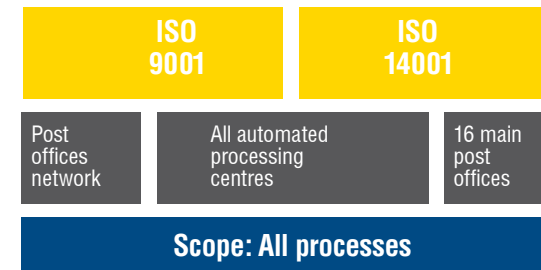 ISO
9001
ISO
14001
Post
offices
network
All automated
processing
centres
16 main
post
offices
Scope: All processes